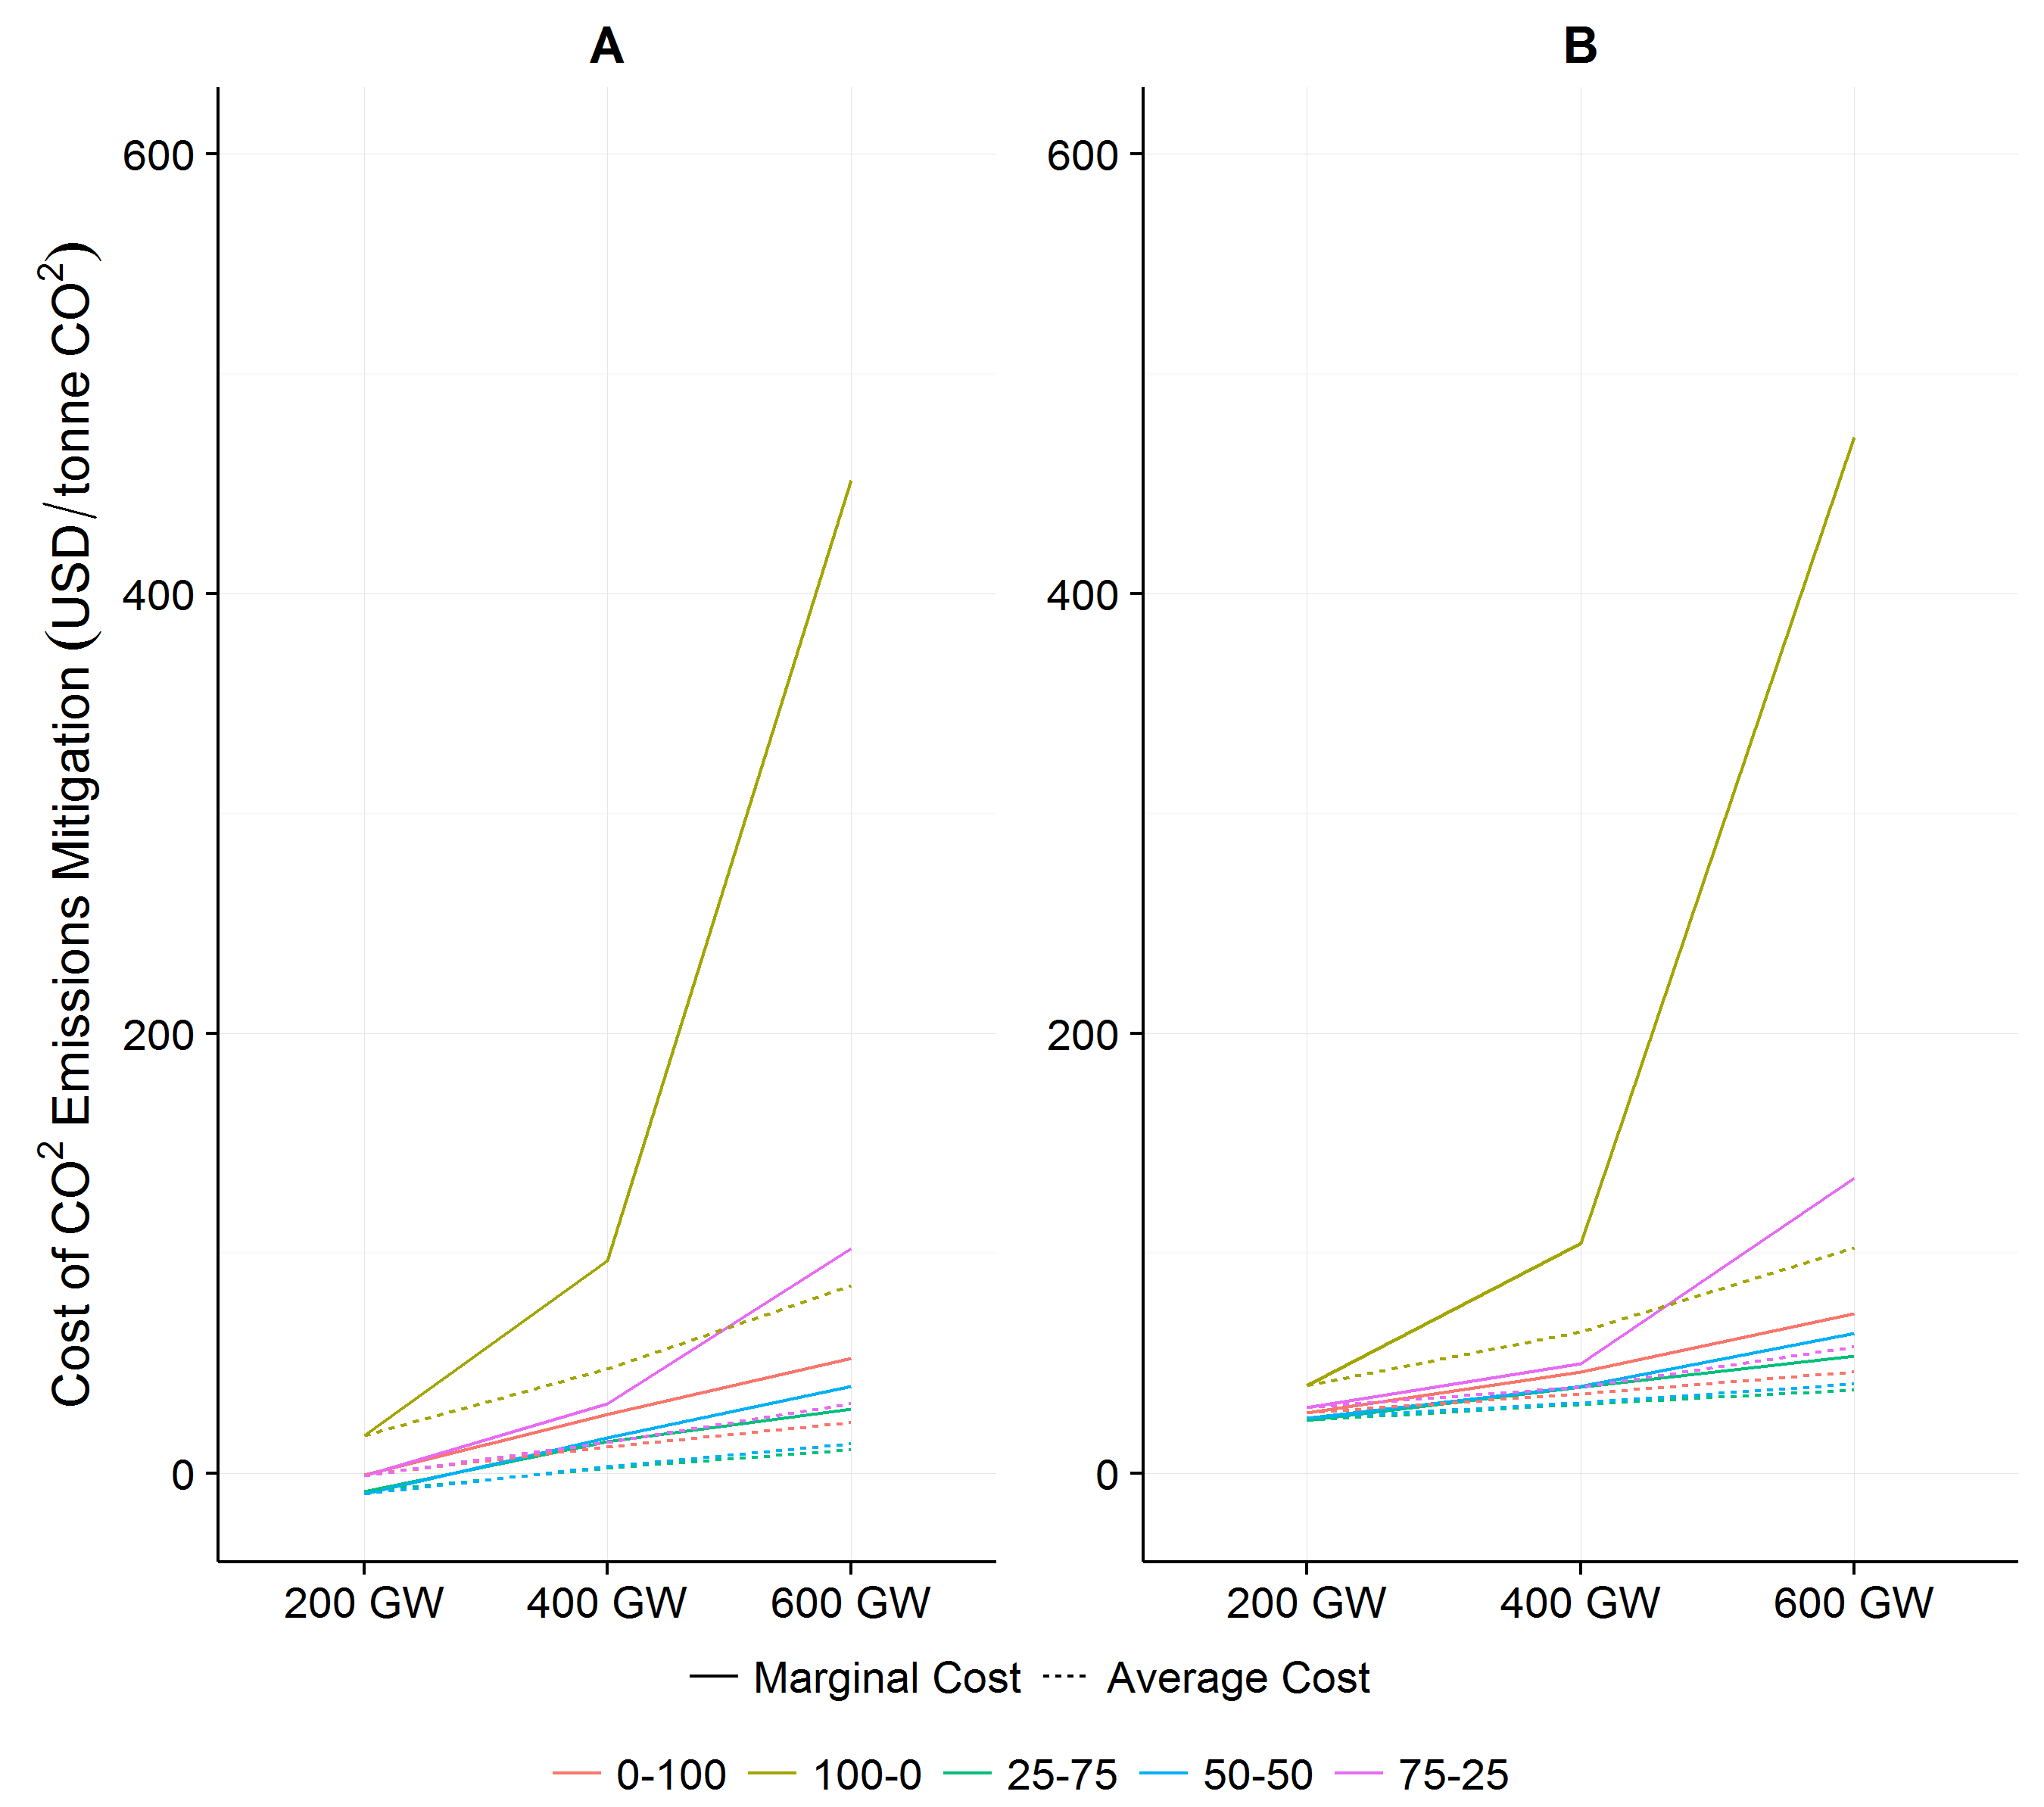 A
B
Cost of CO² Emissions Mitigation (USD/tonne CO²)
600
400
200
0
600
400
200
0
200 GW 400 GW 600 GW
200 GW 400 GW 600 GW
Marginal Cost Average Cost
0-100 100-0 25-75 50-50 75-25